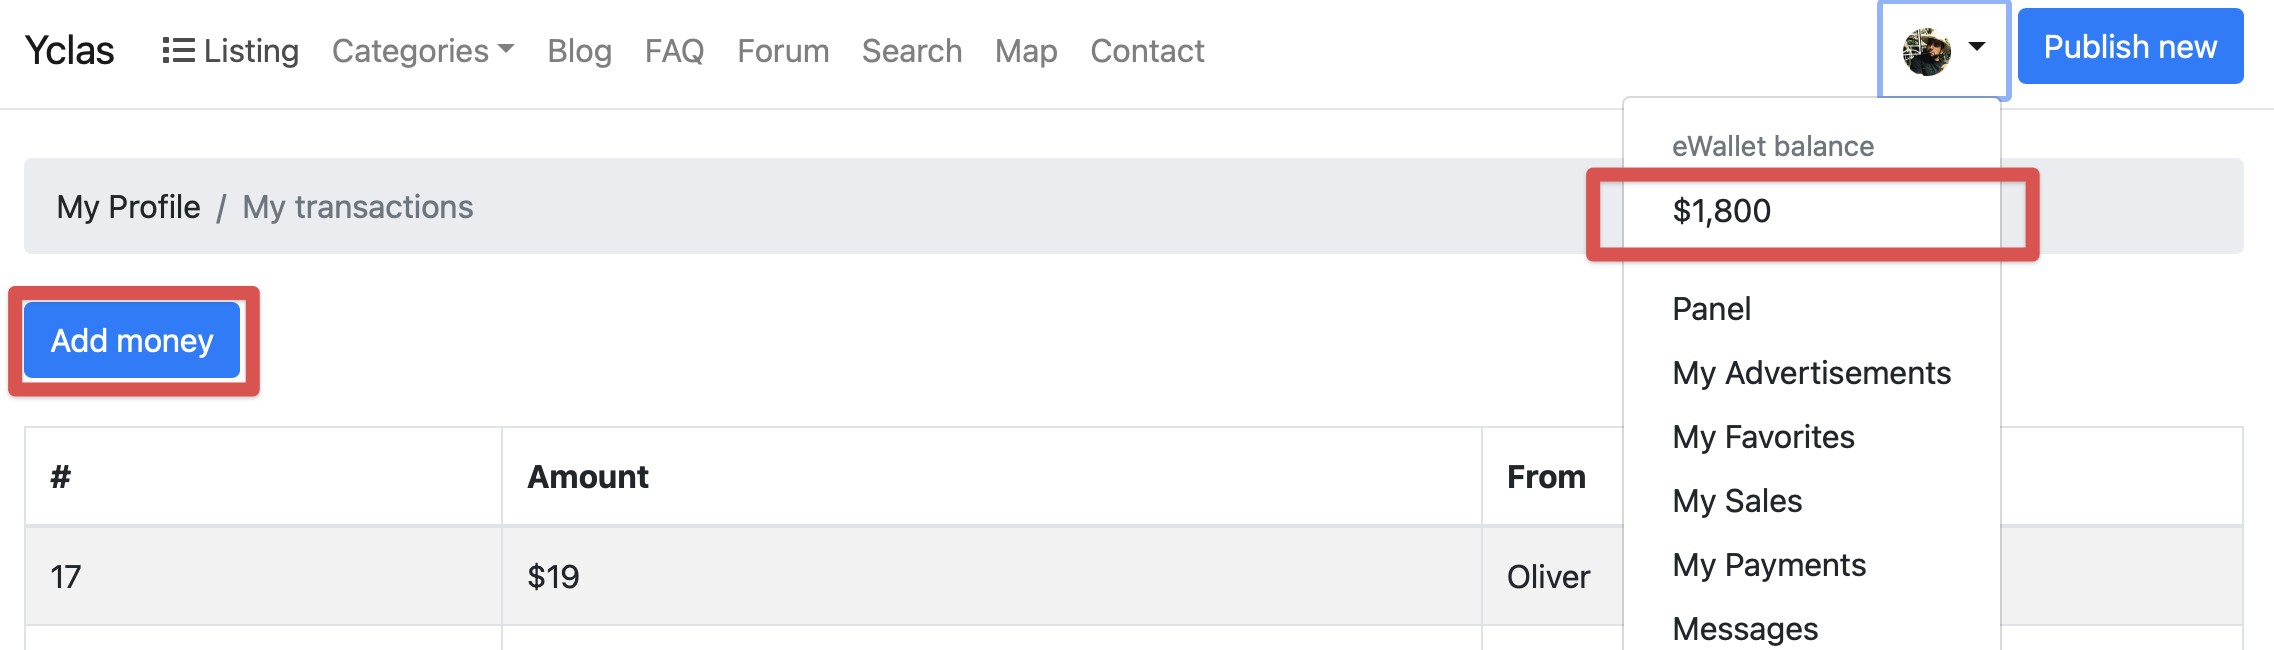 Yclas Listing Categories Blog FAQ Forum Search Map Contact Publish new
eWallet balance
$1,800
My Profile / My transactions
Add money
Panel
My Advertisements
My Favorites
My Sales
My Payments
Messages
# Amount From
17 $19 Oliver